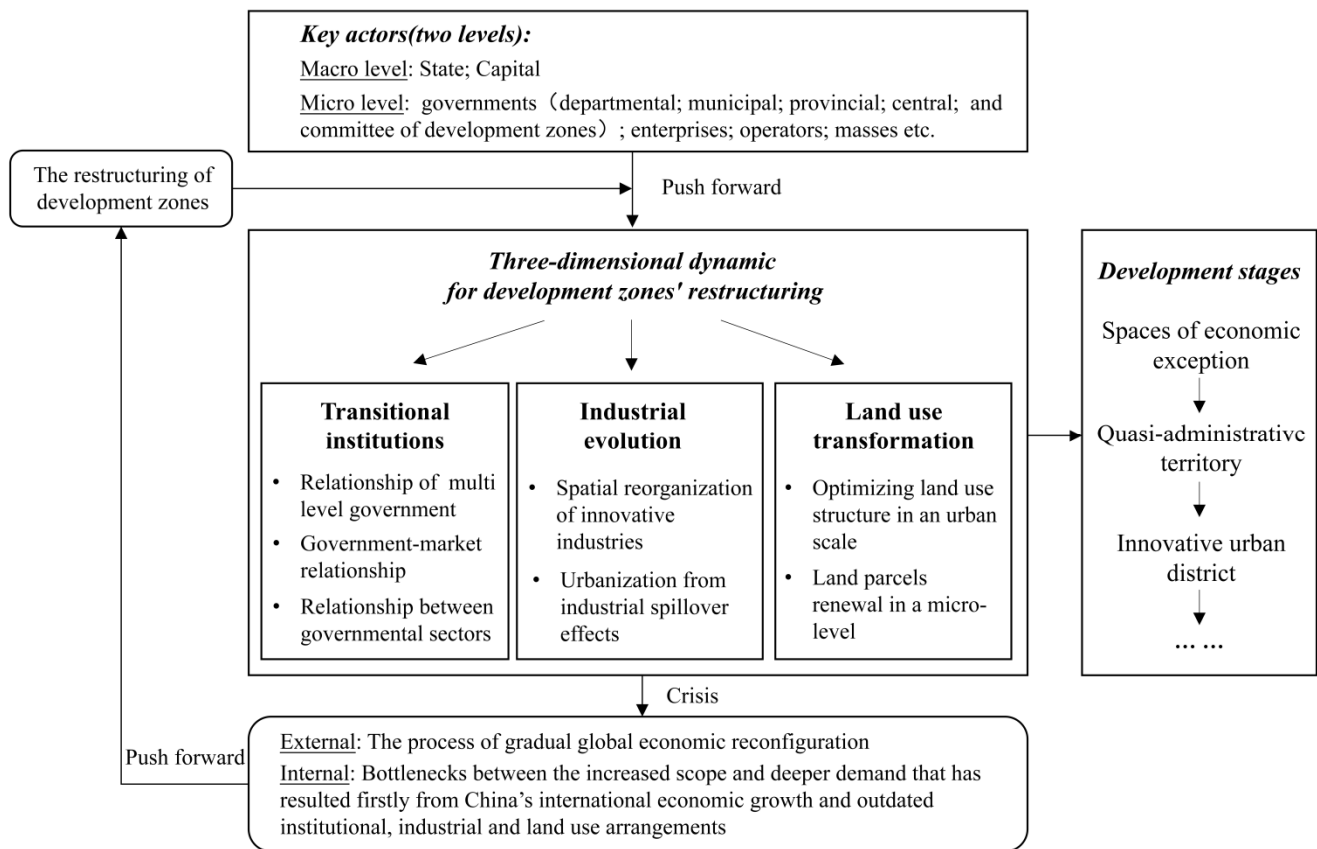 Key actors(two levels):
Macro level: State; Capital
Micro level: governments（departmental; municipal; provincial; central; and
committee of development zones）; enterprises; operators; masses etc.
The restructuring of
development zones
Push forward
Three-dimensional dynamic
for development zones' restructuring
Transitional
institutions
• Relationship of multi
level government
• Government-market
relationship
• Relationship between
governmental sectors
Industrial
evolution
• Spatial reorganization
of innovative
industries
• Urbanization from
industrial spillover
effects
Land use
transformation
• Optimizing land use
structure in an urban
scale
• Land parcels
renewal in a micro-
level
Development stages
Spaces of economic
exception
Quasi-administrative
territory
Innovative urban
district
... ...
Crisis
Push forward
External: The process of gradual global economic reconfiguration
Internal: Bottlenecks between the increased scope and deeper demand that has
resulted firstly from China’s international economic growth and outdated
institutional, industrial and land use arrangements